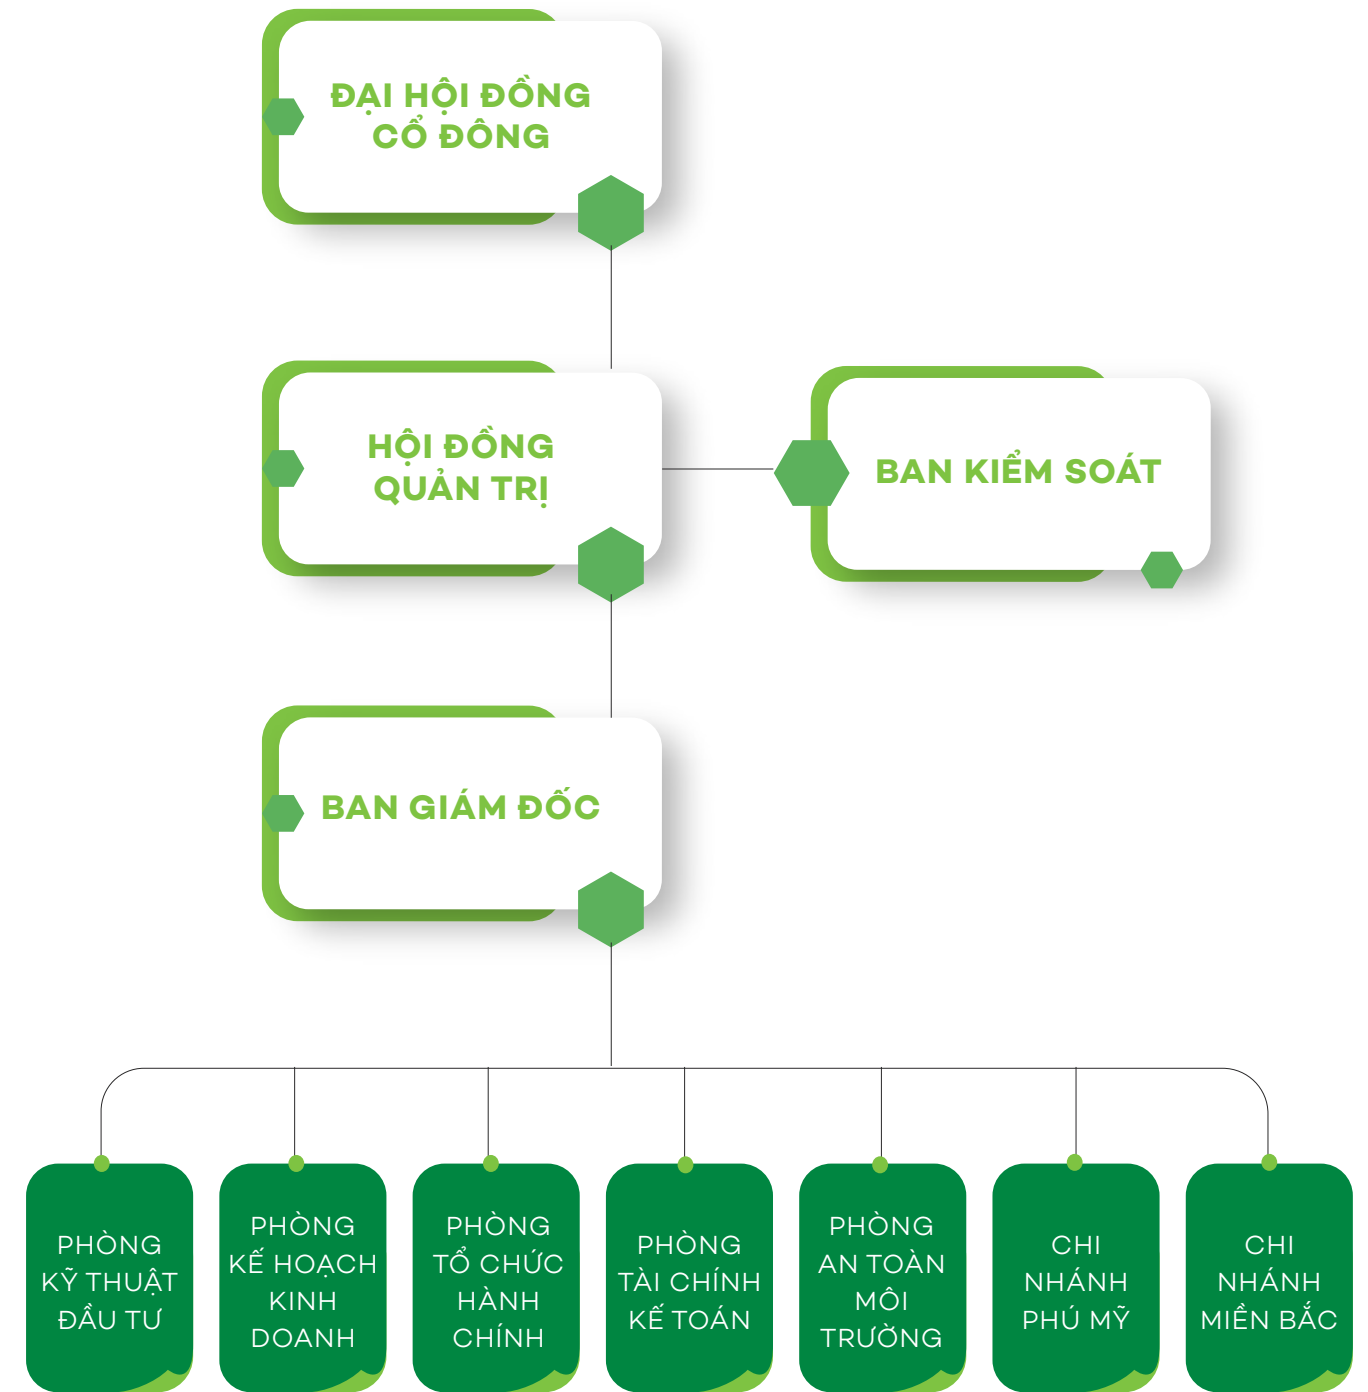 ĐẠI HỘI ĐỒNG
CỔ ĐÔNG
HỘI ĐỒNG
QUẢN TRỊ
BAN KIỂM SOÁT
BAN GIÁM ĐỐC
PHÒNG
KỸ THUẬT
ĐẦU TƯ
PHÒNG
KẾ HOẠCH
KINH
DOANH
PHÒNG
TỔ CHỨC
HÀNH
CHÍNH
PHÒNG
TÀI CHÍNH
KẾ TOÁN
PHÒNG
AN TOÀN
MÔI
TRƯỜNG
CHI
NHÁNH
PHÚ MỸ
CHI
NHÁNH
MIỀN BẮC